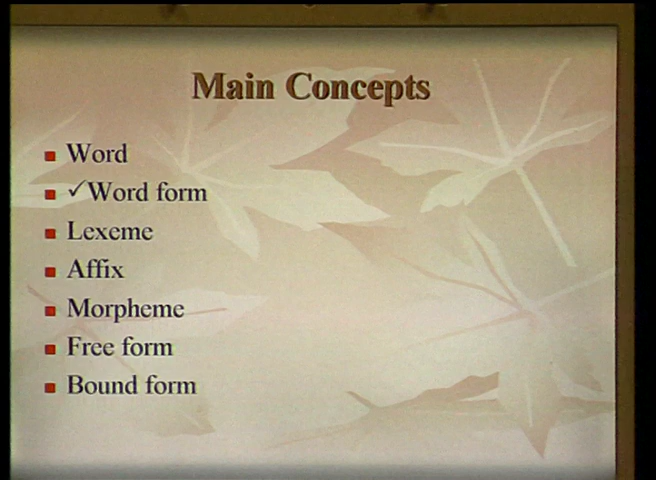 Main Concepts
Word
✓Word form
Lexeme
Affix
Morpheme
Free form
Bound form